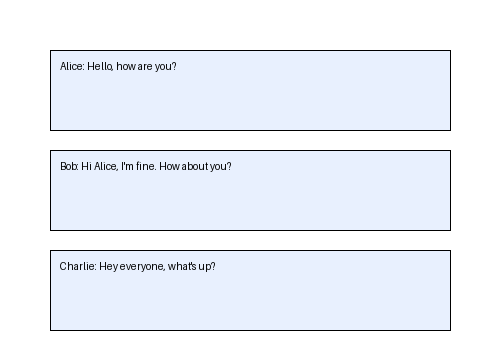 Alice: Hello, how are you?
Bob: Hi Alice, I'm fine. How about you?
Charlie: Hey everyone, what's up?